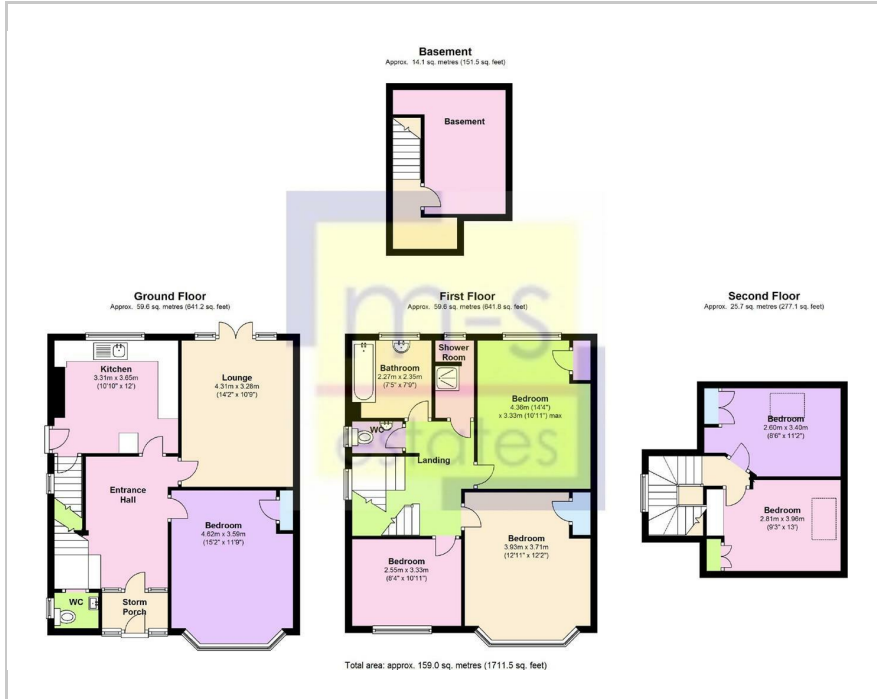 Basement
Approx. 14.1 sq. metres (151.5 sq. feet)
Basement
Ground Floor
Approx. 59.6 sq. metres (641.2 sq. feet)
Kitchen
3.31m x 3.65m
(10'10" x 12')
Lounge
4.31m x 3.28m
(14'2" x 10'9")
Entrance
Hall
Bedroom
4.62m x 3.59m
(15'2" x 11'9")
WC
Storm
Porch
First Floor
Approx. 59.6 sq. metres (641.8 sq. feet)
Bathroom
2.27m x 2.35m
(7'5" x 7'9")
Shower
Room
Bedroom
4.36m (14'4")
x 3.33m (10'11") max
WC
Landing
Bedroom
2.55m x 3.33m
(8'4" x 10'11")
Bedroom
3.93m x 3.71m
(12'11" x 12'2")
Second Floor
Approx. 25.7 sq. metres (277.1 sq. feet)
Bedroom
2.60m x 3.40m
(8'6" x 11'2")
Bedroom
2.81m x 3.96m
(9'3" x 13')
m-s
estates
Total area: approx. 159.0 sq. metres (1711.5 sq. feet)